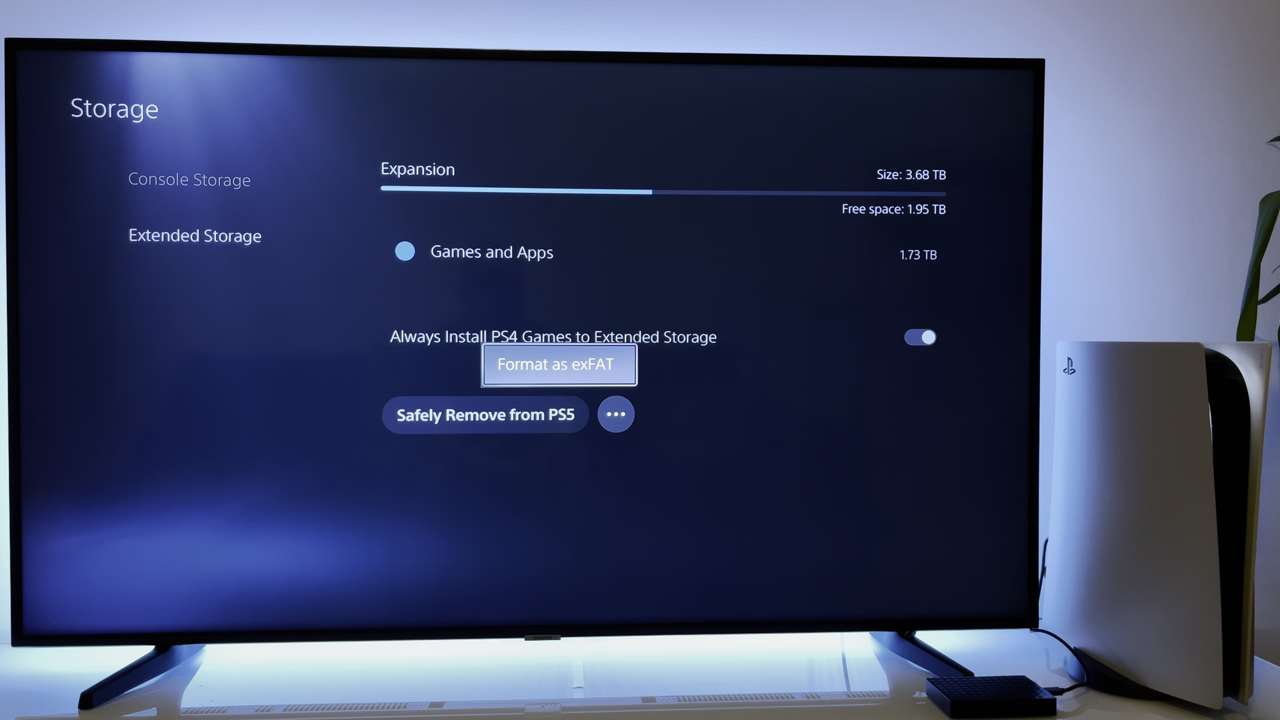 Storage
Console Storage
Extended Storage
Expansion
Size: 3.68 TB
Free space: 1.95 TB
Games and Apps
1.73 TB
Always Install PS4 Games to Extended Storage
Format as exFAT
Safely Remove from PS5